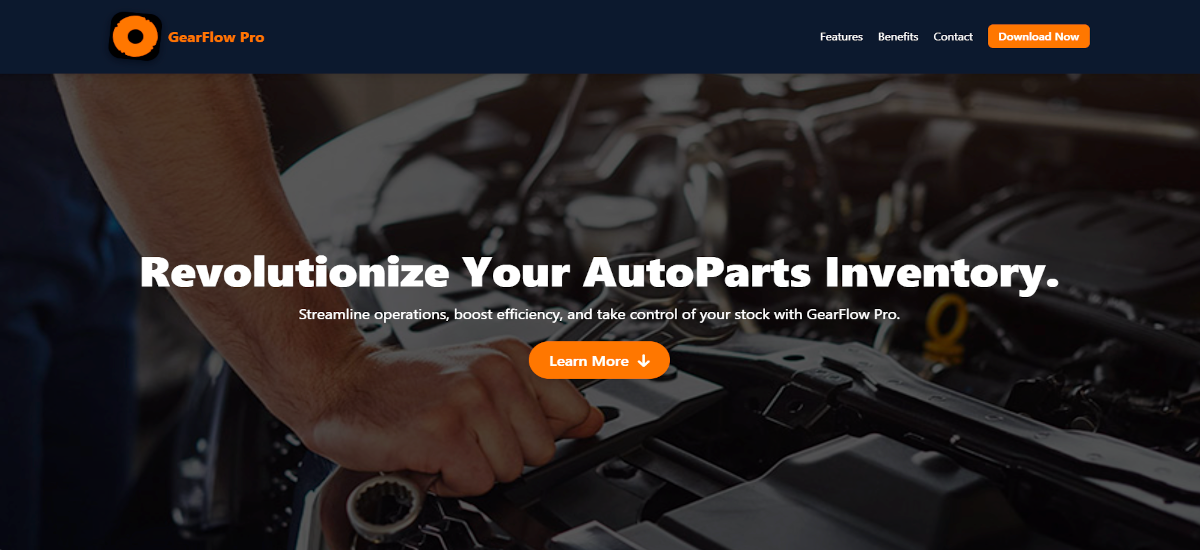 GearFlow Pro
Features
Benefits
Contact
Download Now
Revolutionize Your AutoParts Inventory.
Streamline operations, boost efficiency, and take control of your stock with GearFlow Pro.
Learn More